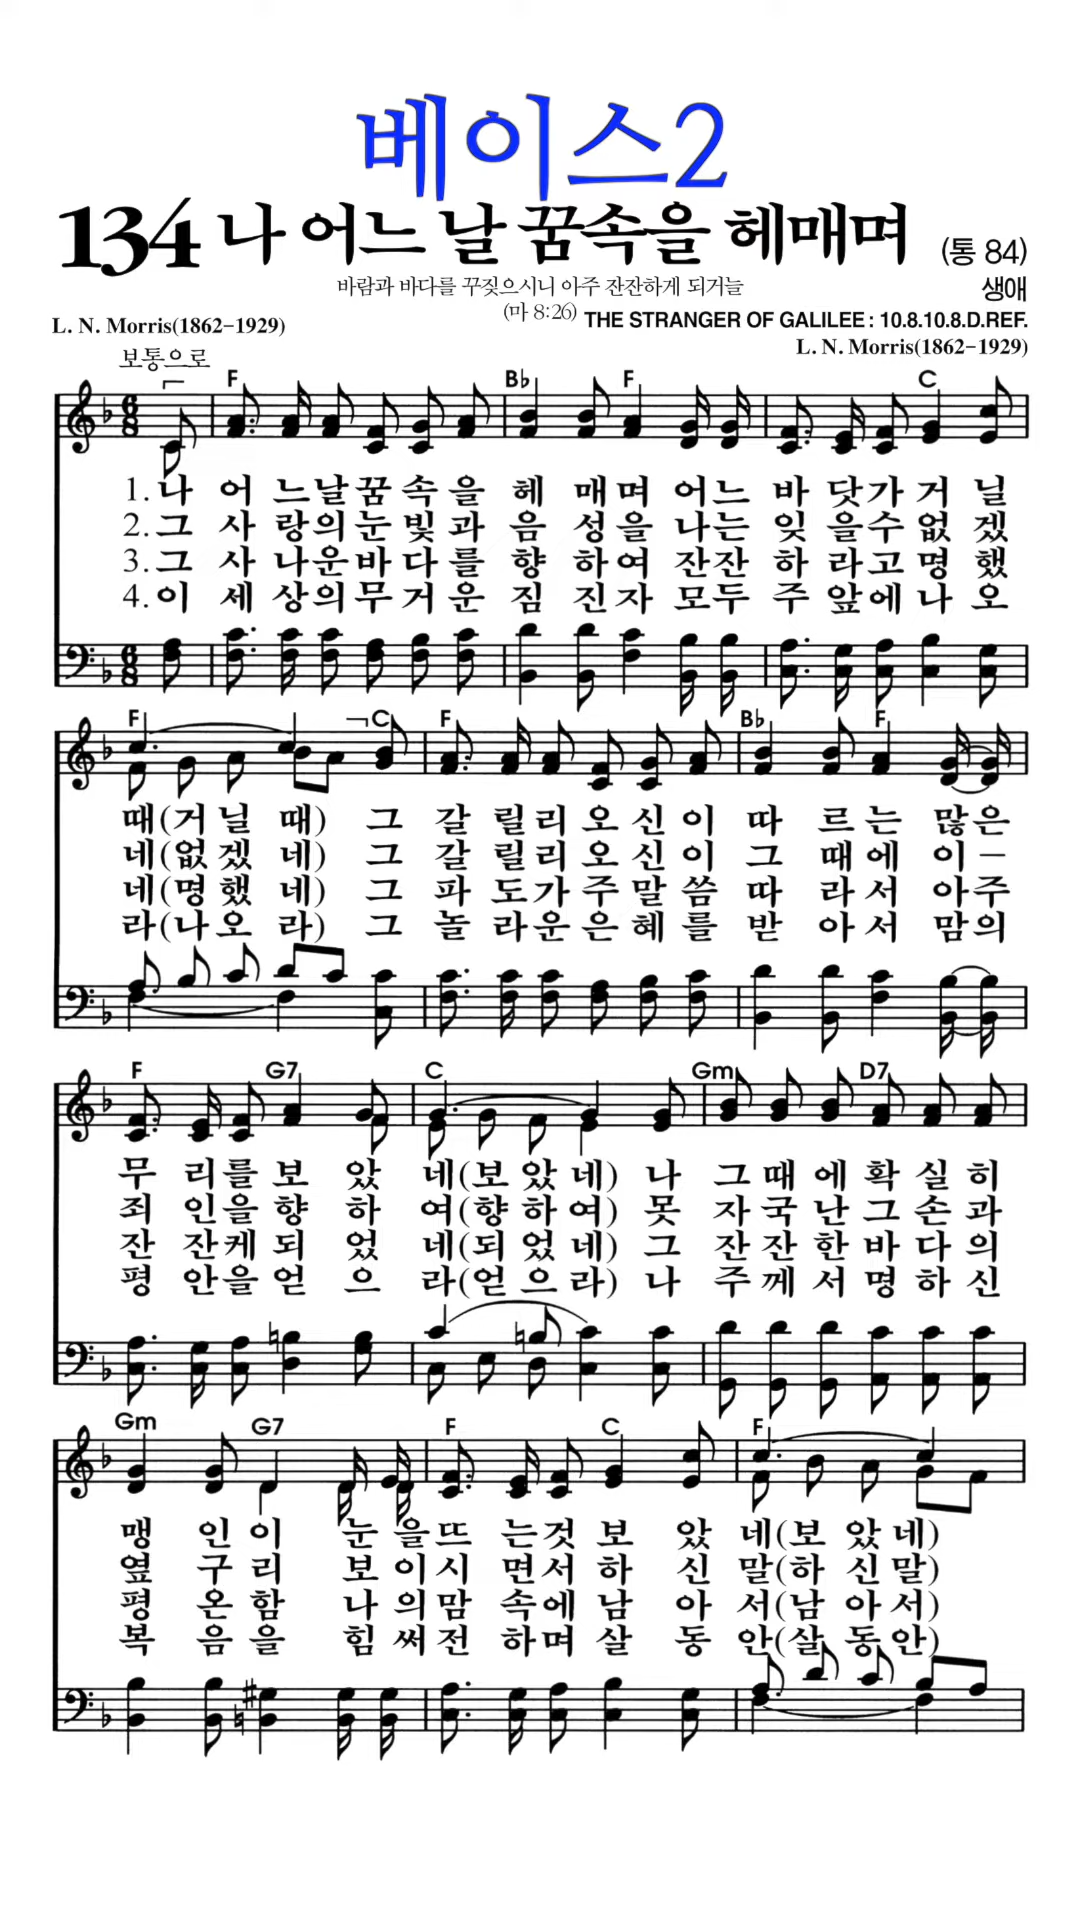 베이스2
134 나 어느 날 꿈속을 헤매며 (통 84)
바람과 바다를 꾸짖으시니 아주 잔잔하게 되거늘 생애
(마 8:26)
L. N. Morris(1862-1929) THE STRANGER OF GALILEE : 10.8.10.8.D.REF.
L. N. Morris(1862-1929)
보통으로
F B♭ F C
1. 나 어 느 날 꿈 속 을 헤 매 며 어 느 바 닷 가 거 닐
2. 그 사 랑 의 눈 빛 과 음 성 을 나 는 잊 을 수 없 겠
3. 그 사 나 운 바 다 를 향 하 여 잔 잔 하 라 고 명 했
4. 이 세 상 의 무 거 운 짐 진 자 모 두 주 앞 에 나 오
F C F B♭ F
때(거 닐 때) 그 갈 릴 리 오 신 이 따 르 는 많 은
네(없 겠 네) 그 갈 릴 리 오 신 이 그 때 에 이 –
네(명 했 네) 그 파 도 가 주 말 씀 따 라 서 아 주
라(나 오 라) 그 놀 라 운 은 혜 를 받 아 서 맘 의
F G7 C Gm D7
무 리 를 보 았 네(보 았 네) 나 그 때 에 확 실 히
죄 인 을 향 하 여(향 하 여) 못 자 국 난 그 손 과
잔 잔 케 되 었 네(되 었 네) 그 잔 잔 한 바 다 의
평 안 을 얻 으 라(얻 으 라) 나 주 께 서 명 하 신
Gm G7 F C F
맹 인 이 눈 을 뜨 는 것 보 았 네(보 았 네)
옆 구 리 보 이 시 면 서 하 신 말(하 신 말)
평 온 함 나 의 맘 속 에 남 아 서(남 아 서)
복 음 을 힘 써 전 하 며 살 동 안(살 동 안)